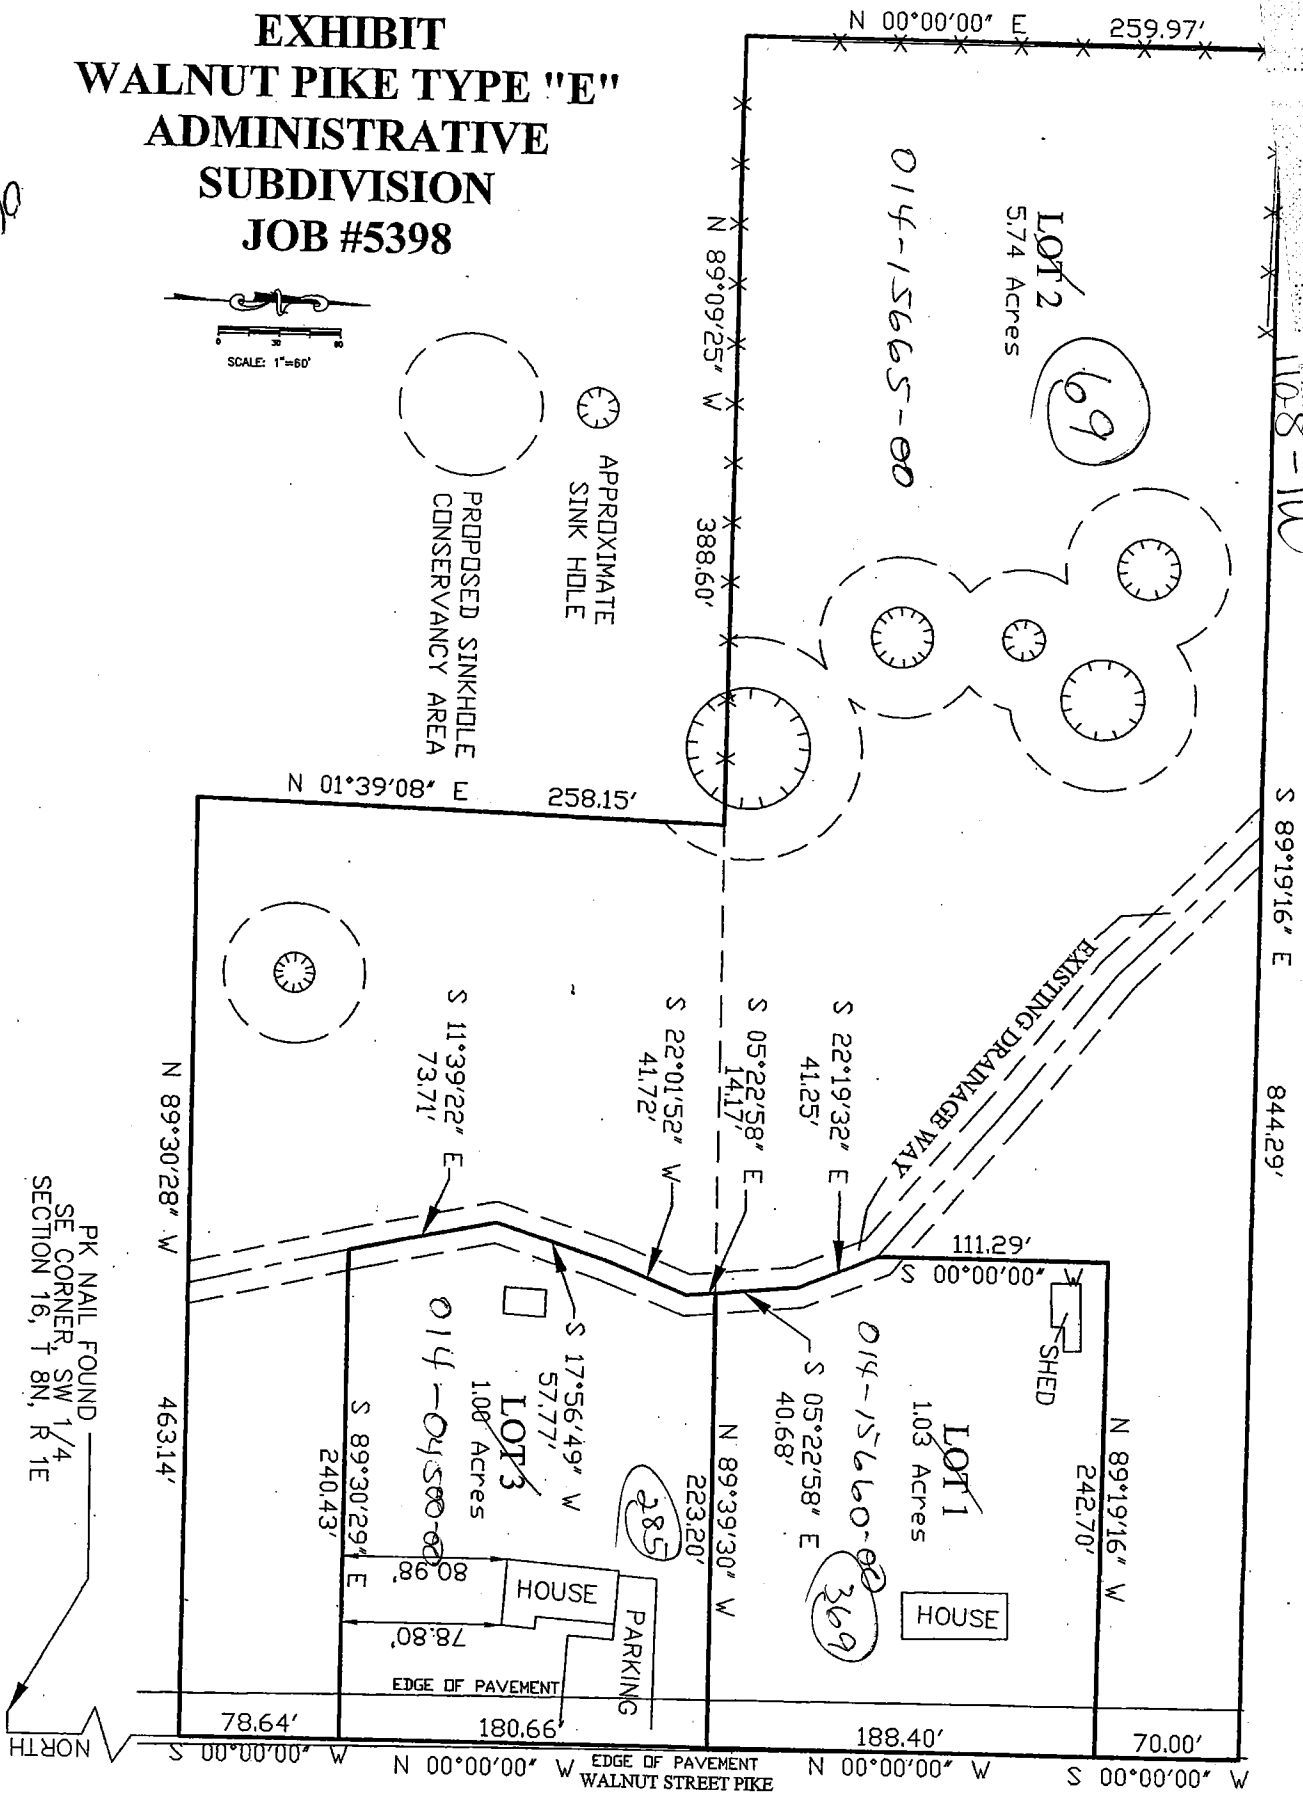 EXHIBIT
WALNUT PIKE TYPE "E"
ADMINISTRATIVE
SUBDIVISION
JOB #5398
0 30 60
SCALE: 1"=60'
APPROXIMATE
SINK HOLE
PROPOSED SINKHOLE
CONSERVANCY AREA
N 00°00'00" E 259.97'
LOT 2
5.74 Acres
69
014-15665-00
N 89°09'25" W 388.60'
S 89°19'16" E 844.29'
N 01°39'08" E 258.15'
EXISTING DRAINAGE WAY
S 22°19'32" E
41.25'
S 05°22'58" E
14.17'
S 22°01'52" W
41.72'
S 11°39'22" E
73.71'
N 89°30'28" W 463.14'
111.29'
S 00°00'00" W
SHED
N 89°19'16" W
242.70'
LOT 1
1.03 Acres
014-15660-00
369
HOUSE
S 05°22'58" E
40.68'
N 89°39'30" W
223.20'
S 17°56'49" W
57.77'
LOT 3
1.00 Acres
014-04500-00
285
S 89°30'29" E
240.43'
80.98'
78.80'
HOUSE
PARKING
EDGE OF PAVEMENT
78.64'
S 00°00'00" W
180.66'
N 00°00'00" W
188.40'
N 00°00'00" W
70.00'
S 00°00'00" W
EDGE OF PAVEMENT
WALNUT STREET PIKE
PK NAIL FOUND
SE CORNER, SW 1/4
SECTION 16, T 8N, R 1E
NORTH